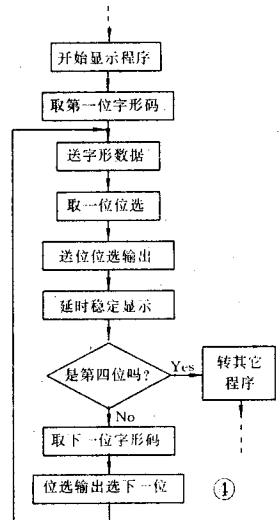 开始显示程序
取第一位字形码
送字形数据
取一位位选
送位位选输出
延时稳定显示
是第四位吗?
Yes
转其它
程序
No
取下一位字形码
位选输出选下一位
④